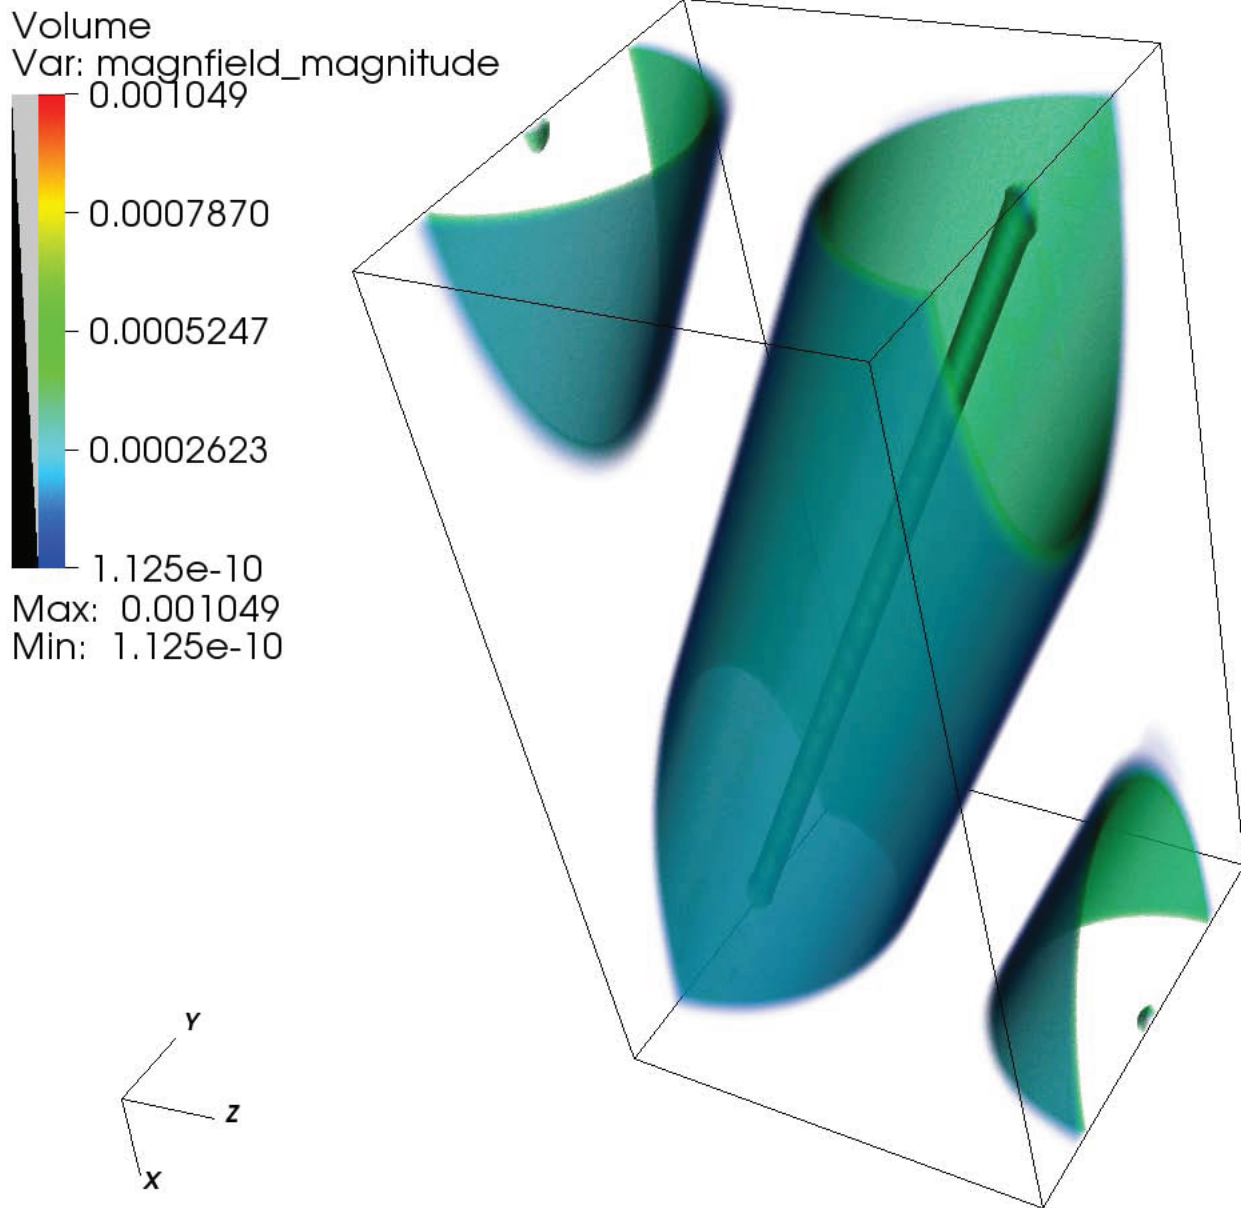 Volume
Var: magnfield_magnitude
0.001049
0.0007870
0.0005247
0.0002623
1.125e-10
Max: 0.001049
Min: 1.125e-10
Y
Z
X